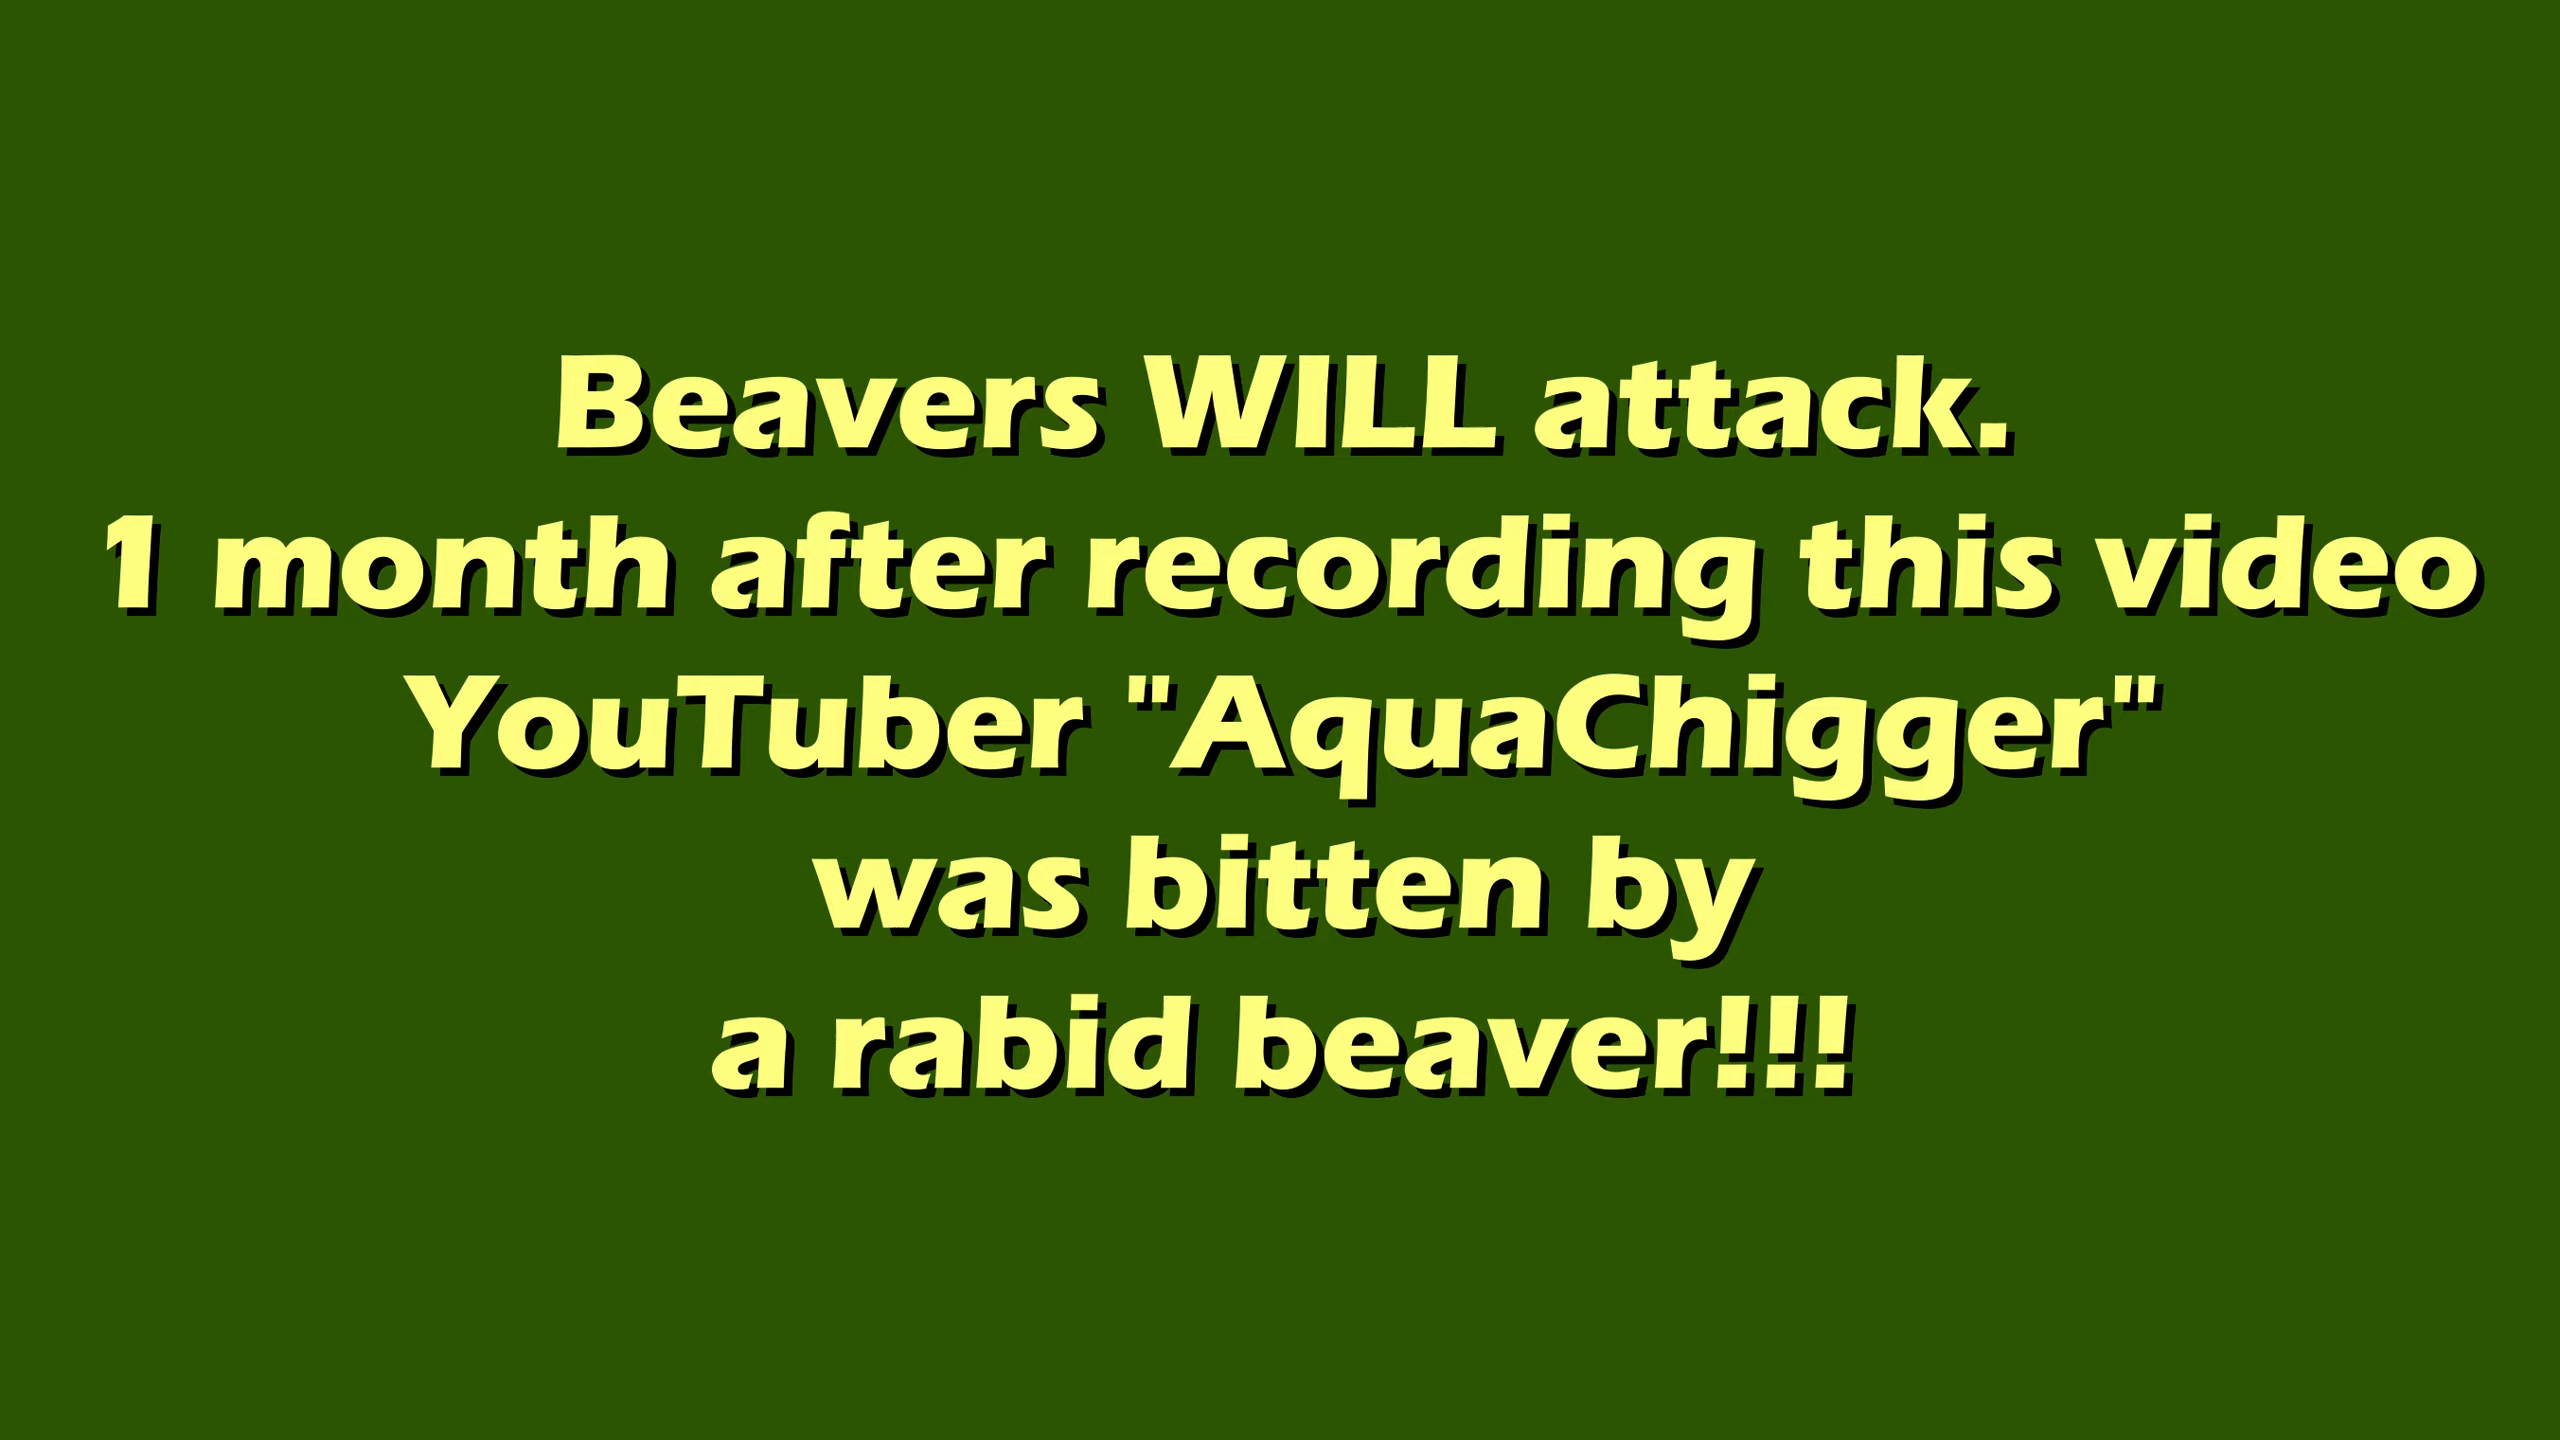 Beavers WILL attack.
1 month after recording this video
YouTuber "AquaChigger"
was bitten by
a rabid beaver!!!